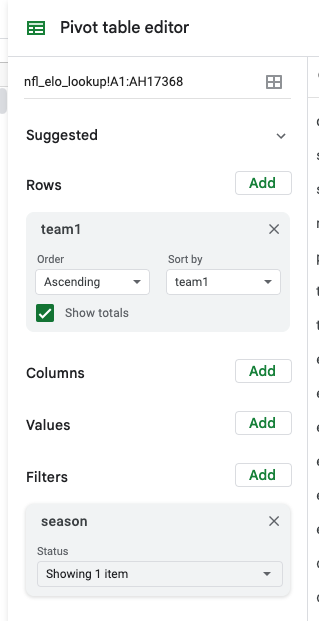 Pivot table editor
nfl_elo_lookup!A1:AH17368
Suggested
Rows
Add
team1
Order
Sort by
Ascending
team1
Show totals
Columns
Add
Values
Add
Filters
Add
season
Status
Showing 1 item